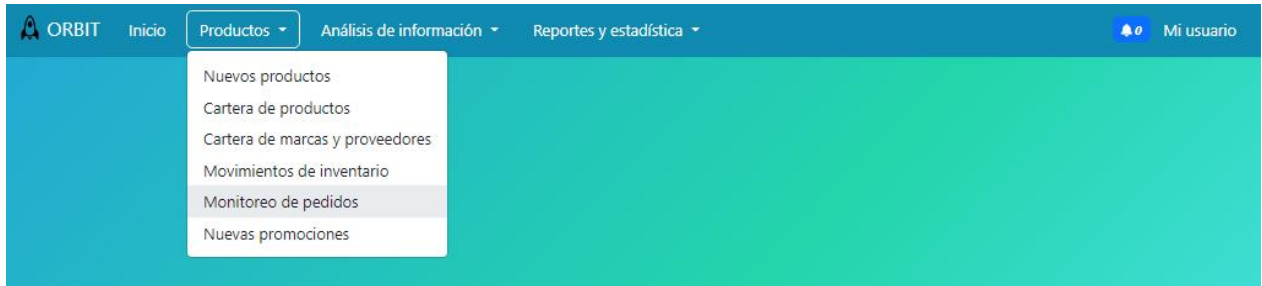 ORBIT Inicio Productos Análisis de información Reportes y estadística 0 Mi usuario
Nuevos productos
Cartera de productos
Cartera de marcas y proveedores
Movimientos de inventario
Monitoreo de pedidos
Nuevas promociones